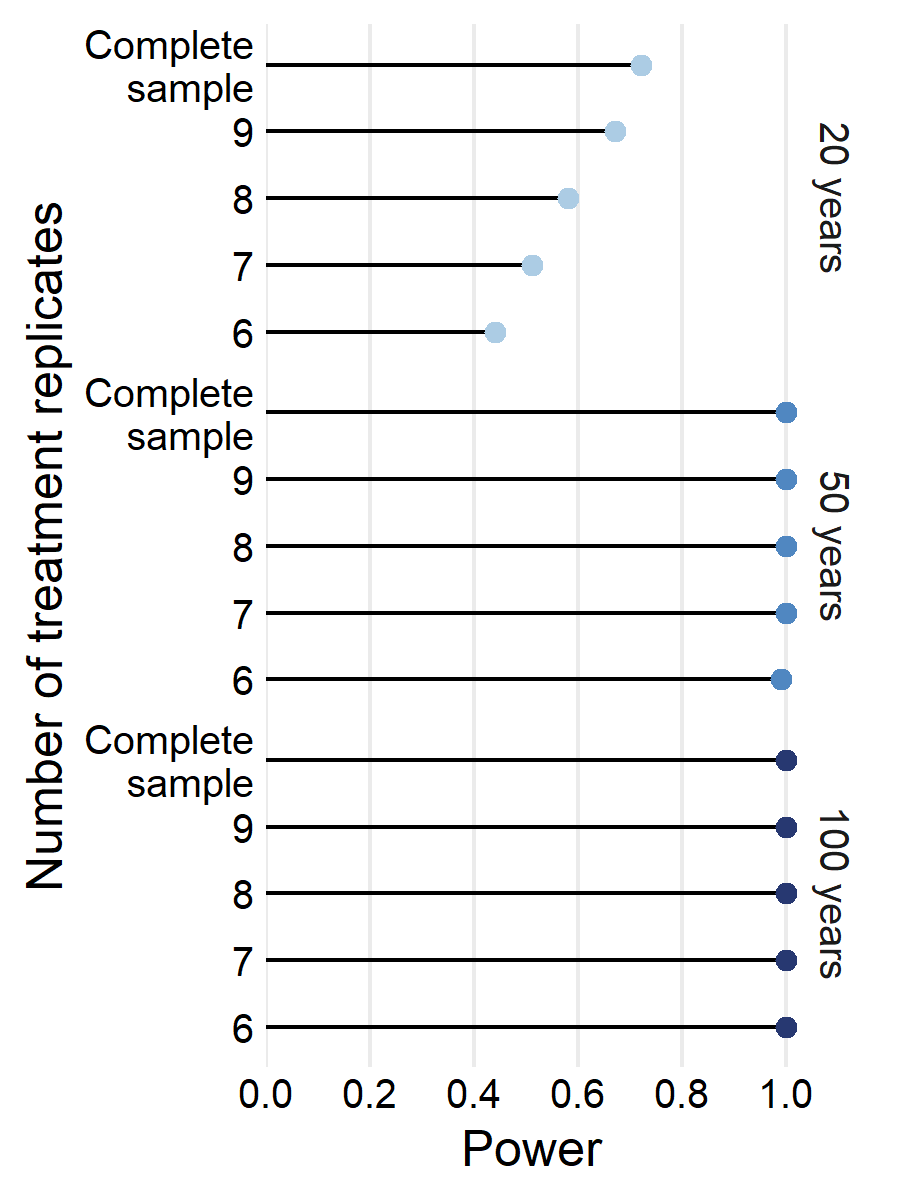 Number of treatment replicates
Complete
sample
9
8
7
6
20 years
Complete
sample
9
8
7
6
50 years
Complete
sample
9
8
7
6
100 years
0.0 0.2 0.4 0.6 0.8 1.0
Power